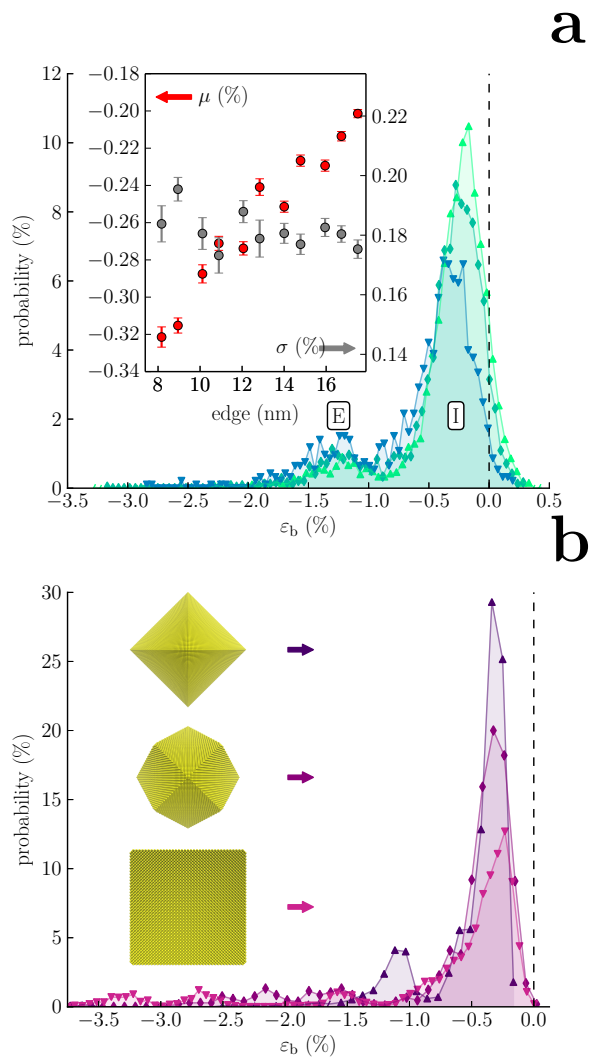 a
12
10
8
6
4
2
0
probability (%)
−3.5 −3.0 −2.5 −2.0 −1.5 −1.0 −0.5 0.0 0.5
ε_b (%)
−0.18
−0.20
−0.22
−0.24
−0.26
−0.28
−0.30
−0.32
−0.34
μ (%)
0.22
0.20
0.18
0.16
0.14
σ (%)
8 10 12 14 16
edge (nm)
E I
b
30
25
20
15
10
5
0
probability (%)
−3.5 −3.0 −2.5 −2.0 −1.5 −1.0 −0.5 0.0
ε_b (%)